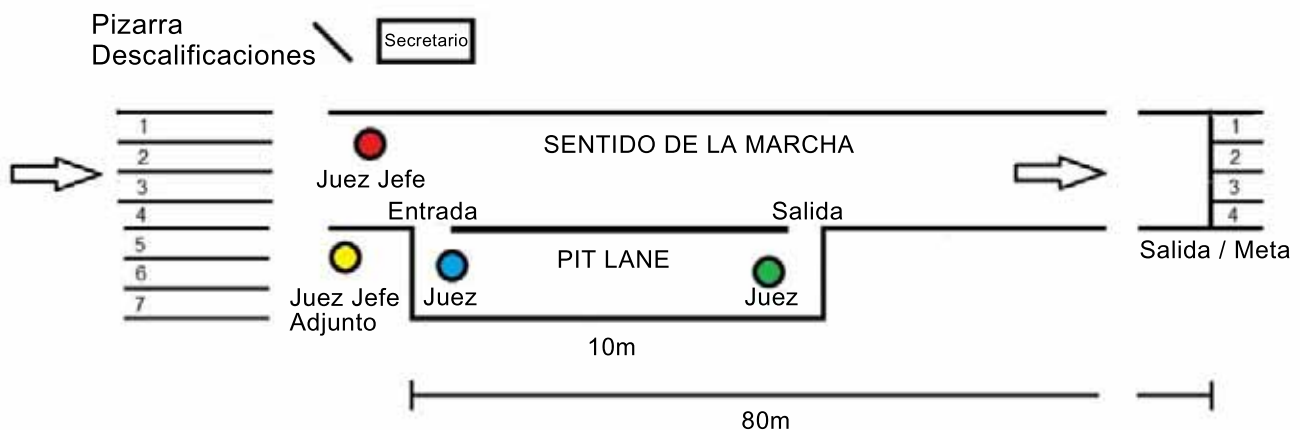 Pizarra
Descalificaciones
Secretario
1
2
3
4
5
6
7
SENTIDO DE LA MARCHA
Juez Jefe
Entrada
Salida
PIT LANE
Juez Jefe
Adjunto
Juez
Juez
10m
1
2
3
4
Salida / Meta
80m